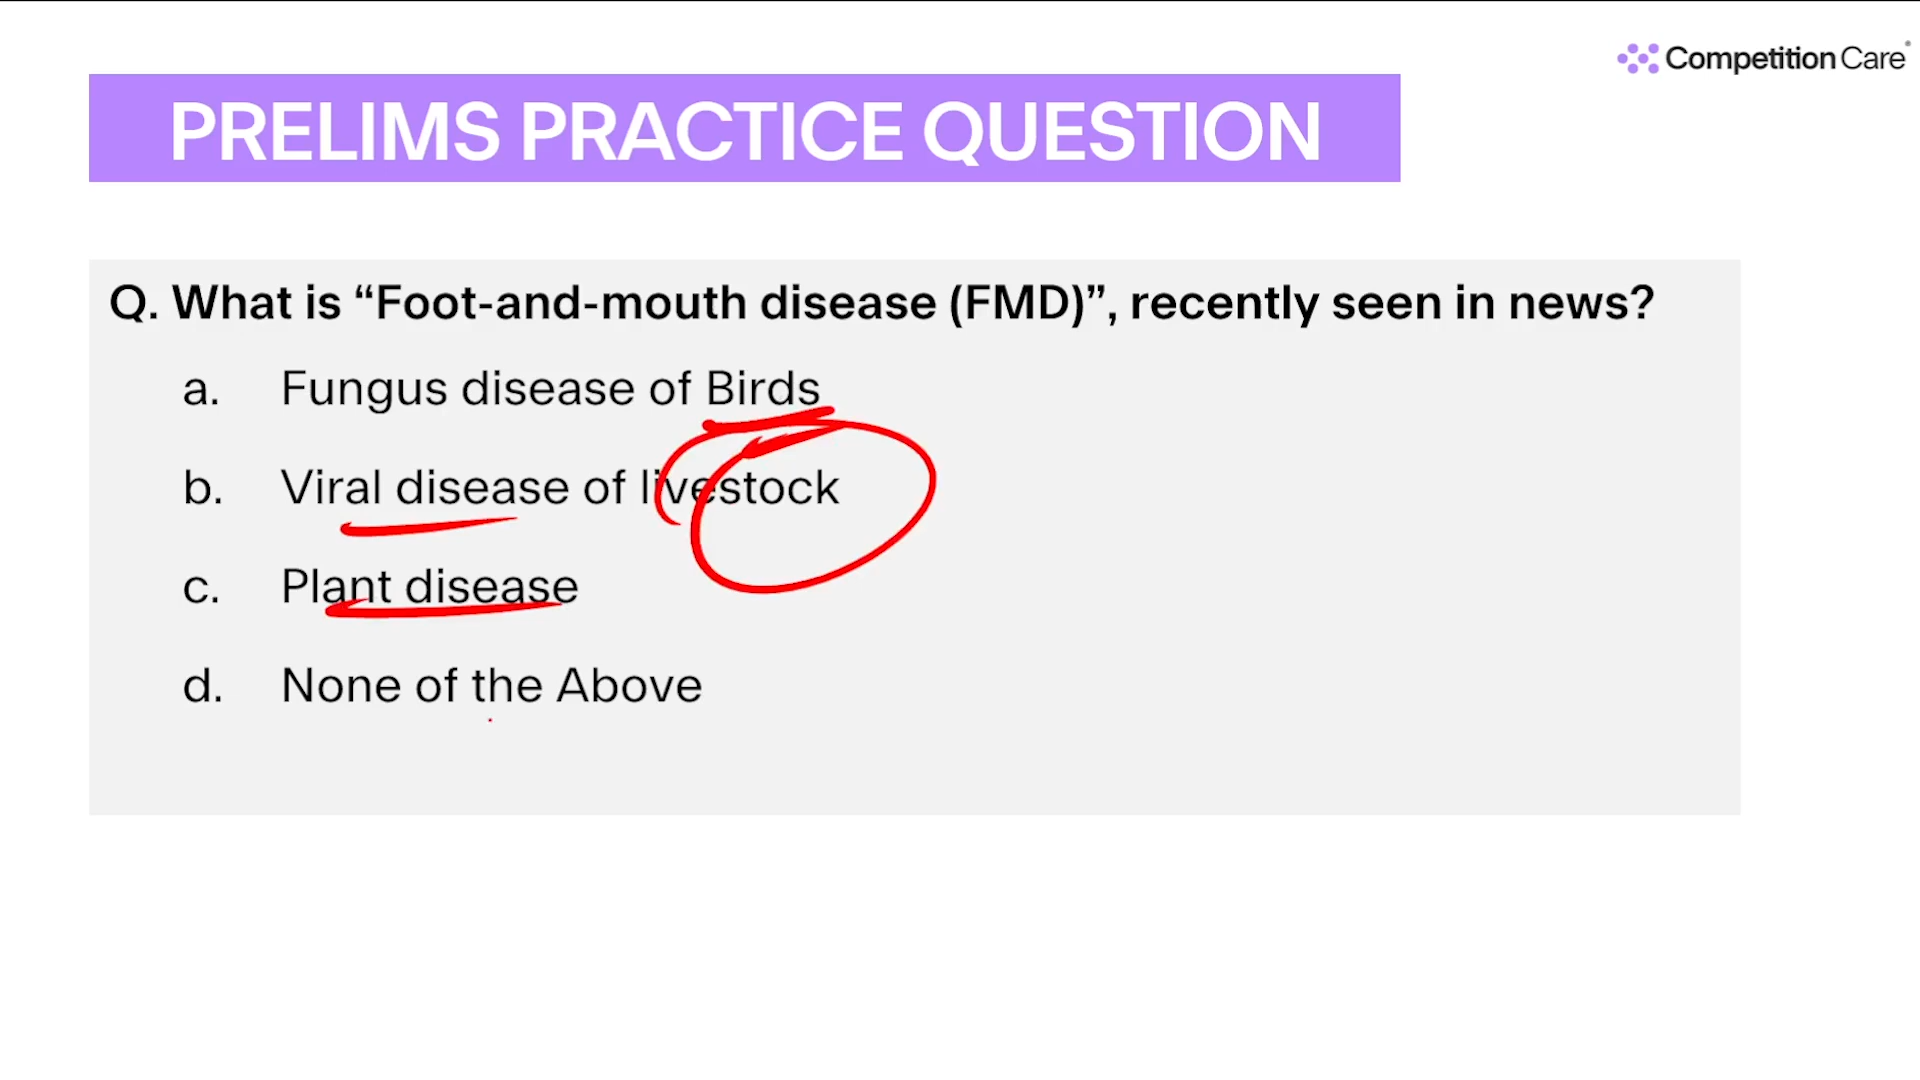 Competition Care
PRELIMS PRACTICE QUESTION
Q. What is “Foot-and-mouth disease (FMD)”, recently seen in news?
a. Fungus disease of Birds
b. Viral disease of livestock
c. Plant disease
d. None of the Above